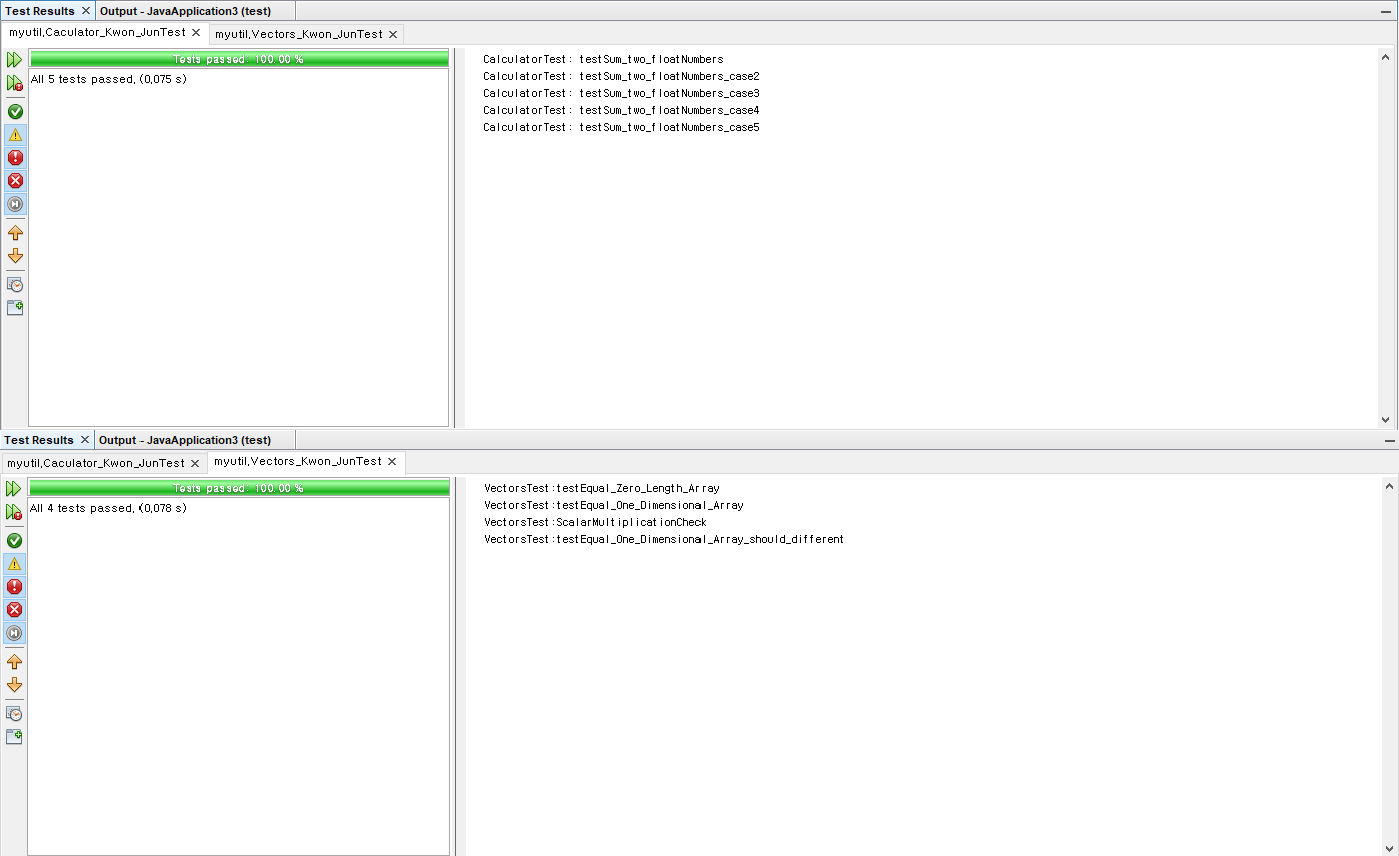 Test Results Output - JavaApplication3 (test)
myutil.Caculator_Kwon_JunTest myutil.Vectors_Kwon_JunTest
Tests passed: 100.00 %
All 5 tests passed. (0.075 s)
CalculatorTest: testSum_two_floatNumbers
CalculatorTest: testSum_two_floatNumbers_case2
CalculatorTest: testSum_two_floatNumbers_case3
CalculatorTest: testSum_two_floatNumbers_case4
CalculatorTest: testSum_two_floatNumbers_case5
Test Results Output - JavaApplication3 (test)
myutil.Caculator_Kwon_JunTest myutil.Vectors_Kwon_JunTest
Tests passed: 100.00 %
All 4 tests passed. (0.078 s)
VectorsTest:testEqual_Zero_Length_Array
VectorsTest:testEqual_One_Dimensional_Array
VectorsTest:ScalarMultiplicationCheck
VectorsTest:testEqual_One_Dimensional_Array_should_different